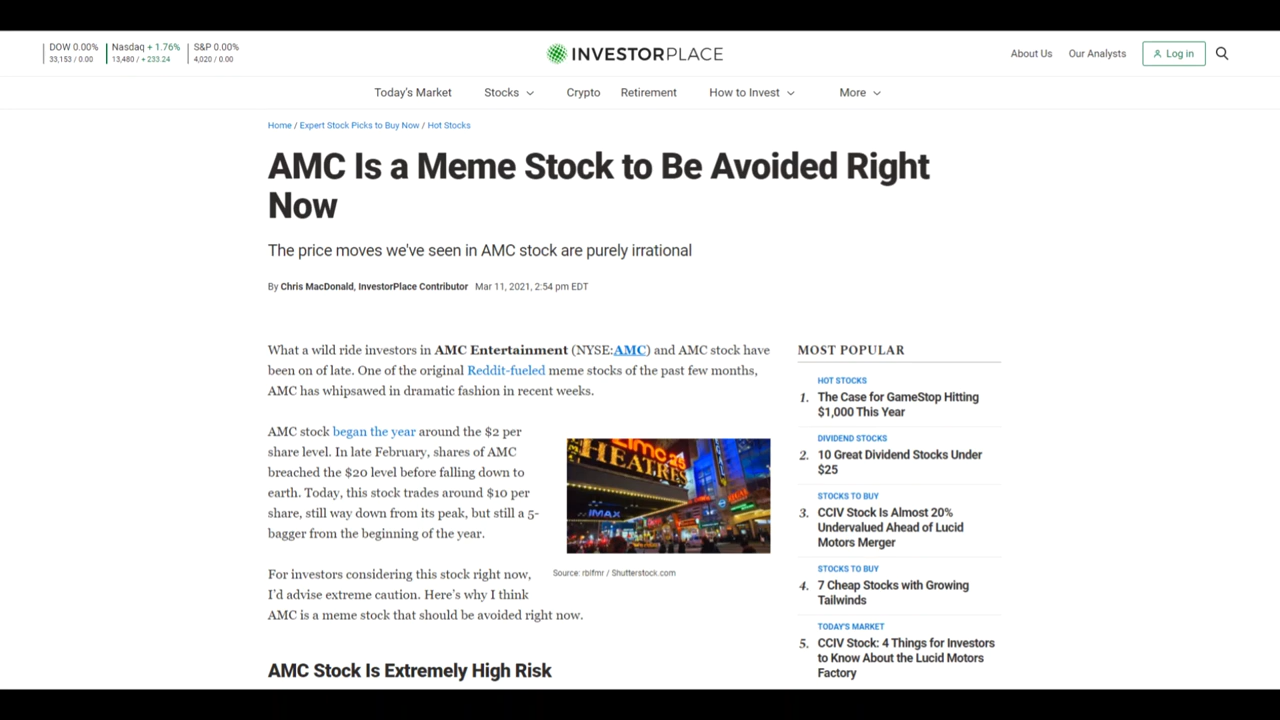 DOW 0.00%
33,153 / 0.00
Nasdaq + 1.76%
13,480 / + 233.24
S&P 0.00%
4,020 / 0.00
INVESTORPLACE
About Us
Our Analysts
Log in
Today's Market
Stocks
Crypto
Retirement
How to Invest
More
Home / Expert Stock Picks to Buy Now / Hot Stocks
AMC Is a Meme Stock to Be Avoided Right
Now
The price moves we've seen in AMC stock are purely irrational
By Chris MacDonald, InvestorPlace Contributor Mar 11, 2021, 2:54 pm EDT
What a wild ride investors in AMC Entertainment (NYSE:AMC) and AMC stock have
been on of late. One of the original Reddit-fueled meme stocks of the past few months,
AMC has whipsawed in dramatic fashion in recent weeks.
AMC stock began the year around the $2 per
share level. In late February, shares of AMC
breached the $20 level before falling down to
earth. Today, this stock trades around $10 per
share, still way down from its peak, but still a 5-
bagger from the beginning of the year.
amc 25
THEATRES
IMAX
Source: rblfmr / Shutterstock.com
For investors considering this stock right now,
I'd advise extreme caution. Here's why I think
AMC is a meme stock that should be avoided right now.
AMC Stock Is Extremely High Risk
MOST POPULAR
HOT STOCKS
1. The Case for GameStop Hitting
$1,000 This Year
DIVIDEND STOCKS
2. 10 Great Dividend Stocks Under
$25
STOCKS TO BUY
3. CCIV Stock Is Almost 20%
Undervalued Ahead of Lucid
Motors Merger
STOCKS TO BUY
4. 7 Cheap Stocks with Growing
Tailwinds
TODAY'S MARKET
5. CCIV Stock: 4 Things for Investors
to Know About the Lucid Motors
Factory